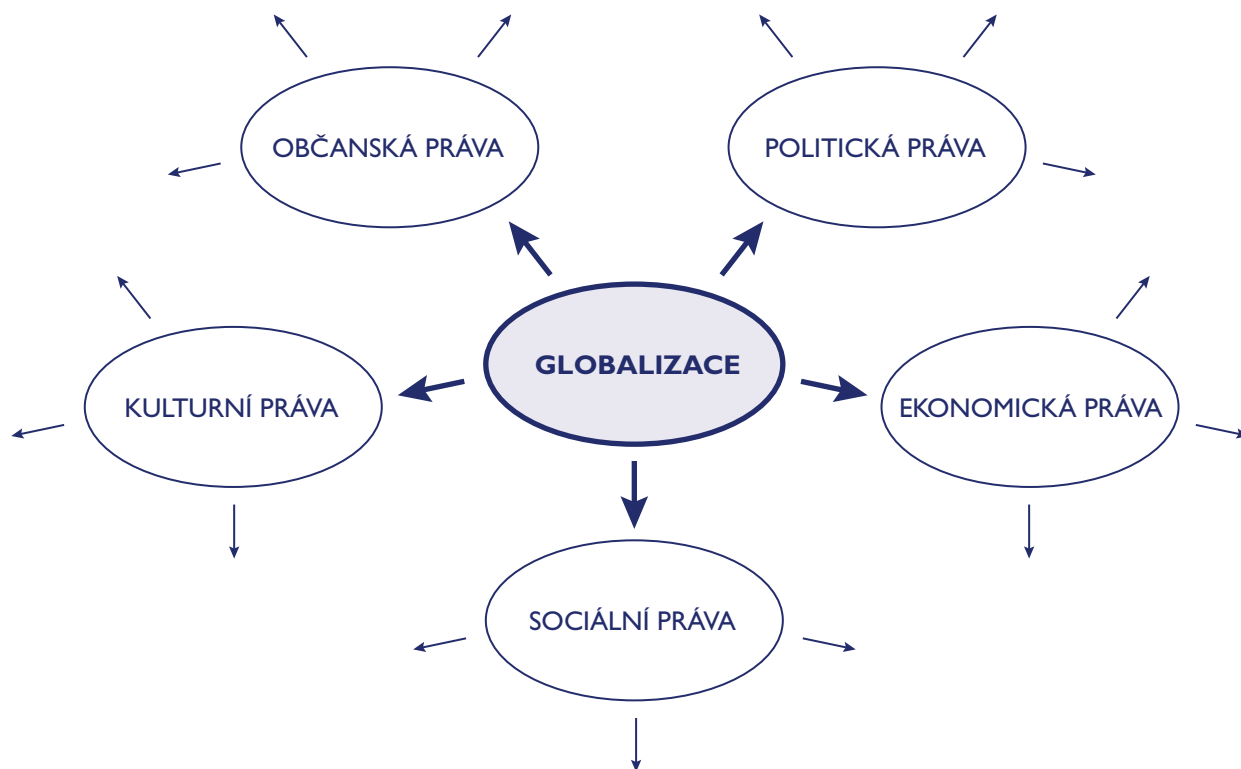 OBČANSKÁ PRÁVA
POLITICKÁ PRÁVA
GLOBALIZACE
KULTURNÍ PRÁVA
EKONOMICKÁ PRÁVA
SOCIÁLNÍ PRÁVA